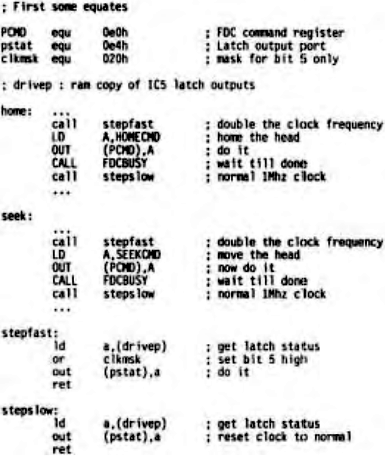 ; First some equates
PCMD equ 0e0h ; FDC command register
pstat equ 0e4h ; Latch output port
clkmsk equ 020h ; mask for bit 5 only
; drivep : ram copy of IC5 latch outputs
home: ...
call stepfast ; double the clock frequency
LD A,HOMECMD ; home the head
OUT (PCMD),A ; do it
CALL FDCBUSY ; wait till done
call stepslow ; normal 1Mhz clock
...
seek:
...
call stepfast ; double the clock frequency
LD A,SEEKCMD ; move the head
OUT (PCMD),A ; now do it
CALL FDCBUSY ; wait till done
call stepslow ; normal 1Mhz clock
...
stepfast:
ld a,(drivep) ; get latch status
or clkmsk ; set bit 5 high
out (pstat),a ; do it
ret
stepslow:
ld a,(drivep) ; get latch status
out (pstat),a ; reset clock to normal
ret